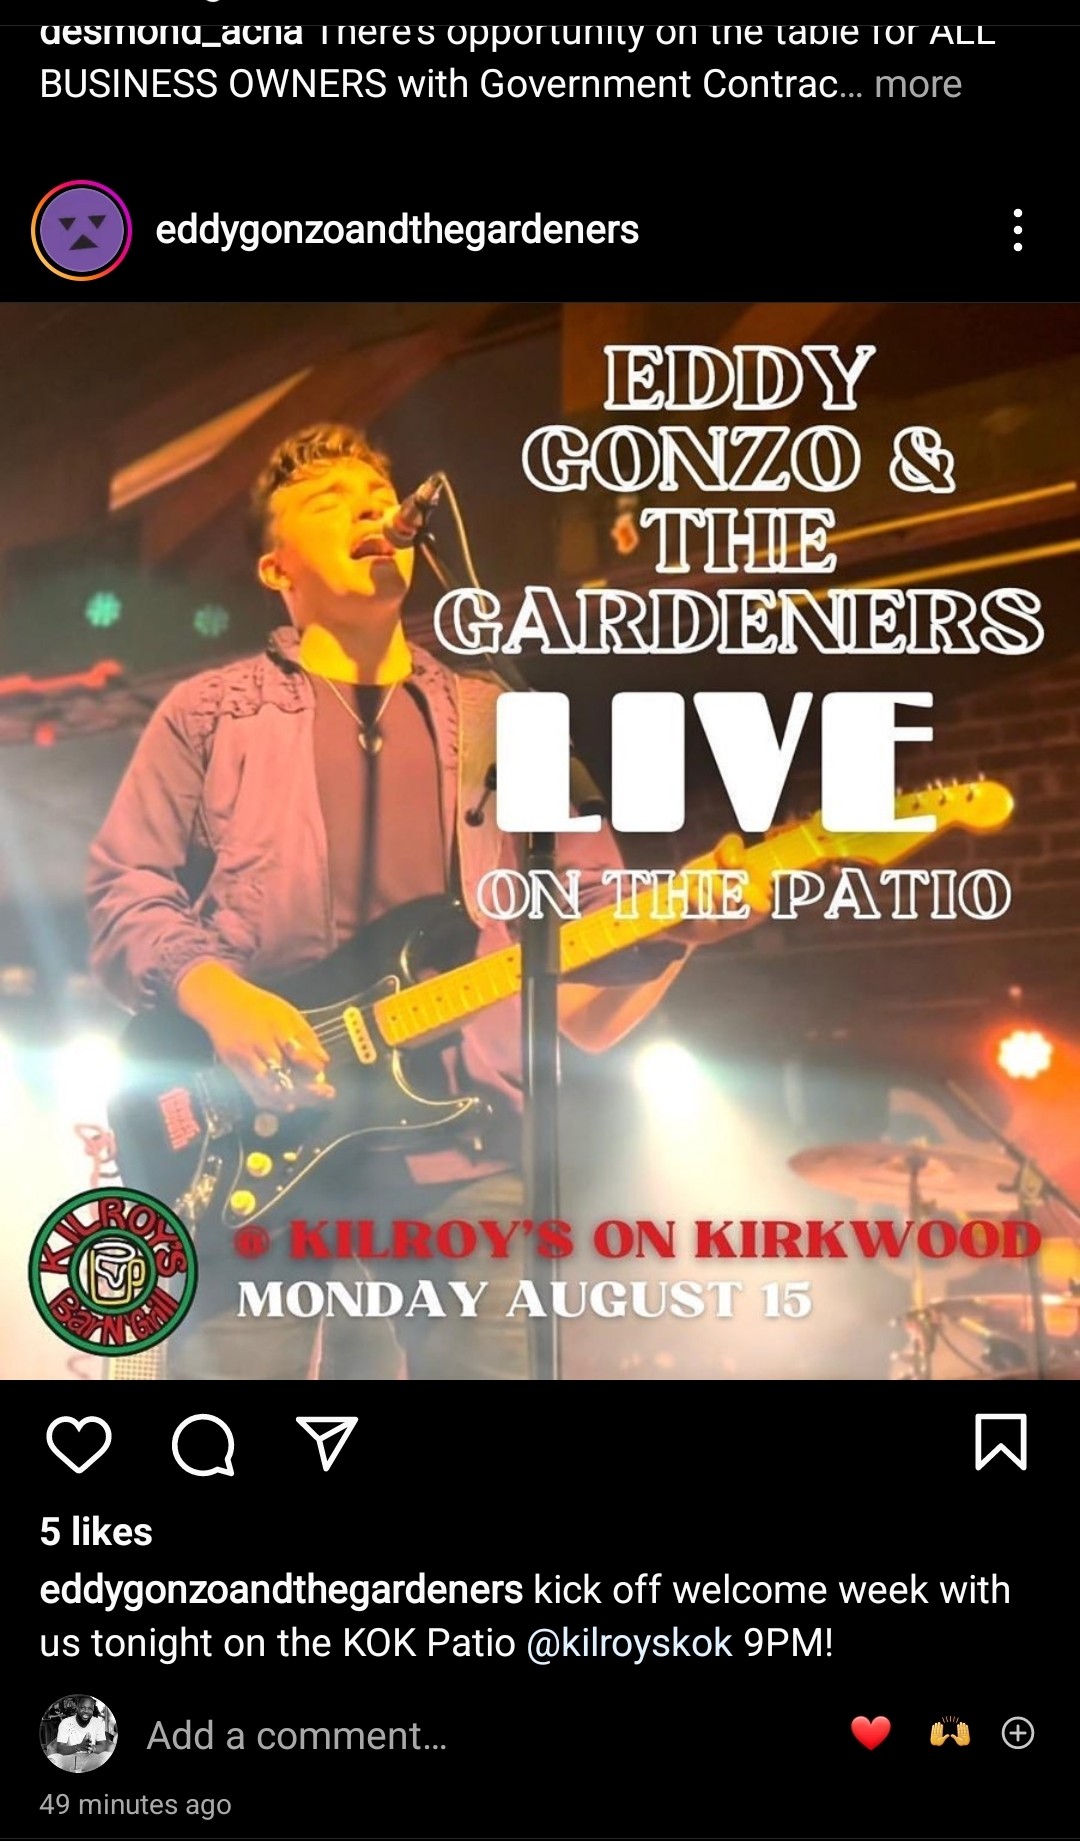 desmond_acha There's opportunity on the table for ALL
BUSINESS OWNERS with Government Contrac... more
eddygonzoandthegardeners
EDDY
GONZO &
THE
GARDENERS
LIVE
ON THE PATIO
KILROY'S
Bar N' Grill
@ KILROY'S ON KIRKWOOD
MONDAY AUGUST 15
5 likes
eddygonzoandthegardeners kick off welcome week with
us tonight on the KOK Patio @kilroyskok 9PM!
Add a comment...
49 minutes ago